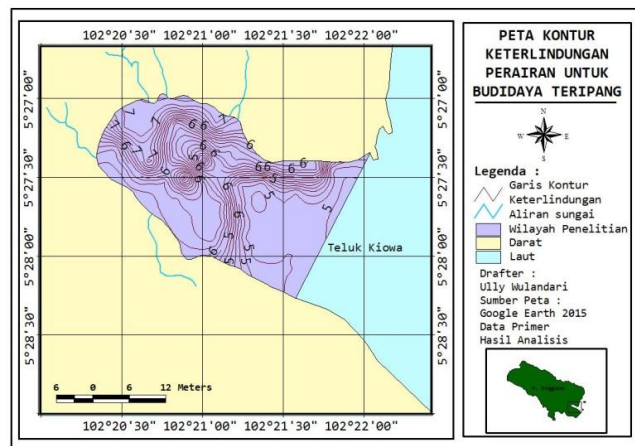 PETA KONTUR
KETERLINDUNGAN
PERAIRAN UNTUK
BUDIDAYA TERIPANG
N
W E
S
Legenda :
Garis Kontur
Keterlindungan
Aliran sungai
Wilayah Penelitian
Darat
Laut
Drafter :
Ully Wulandari
Sumber Peta :
Google Earth 2015
Data Primer
Hasil Analisis
102°20'30" 102°21'00" 102°21'30" 102°22'00"
5°27'00"
5°27'30"
5°28'00"
5°28'30"
5°27'00"
5°27'30"
5°28'00"
5°28'30"
Teluk Kiowa
6 0 6 12 Meters
102°20'30" 102°21'00" 102°21'30" 102°22'00"